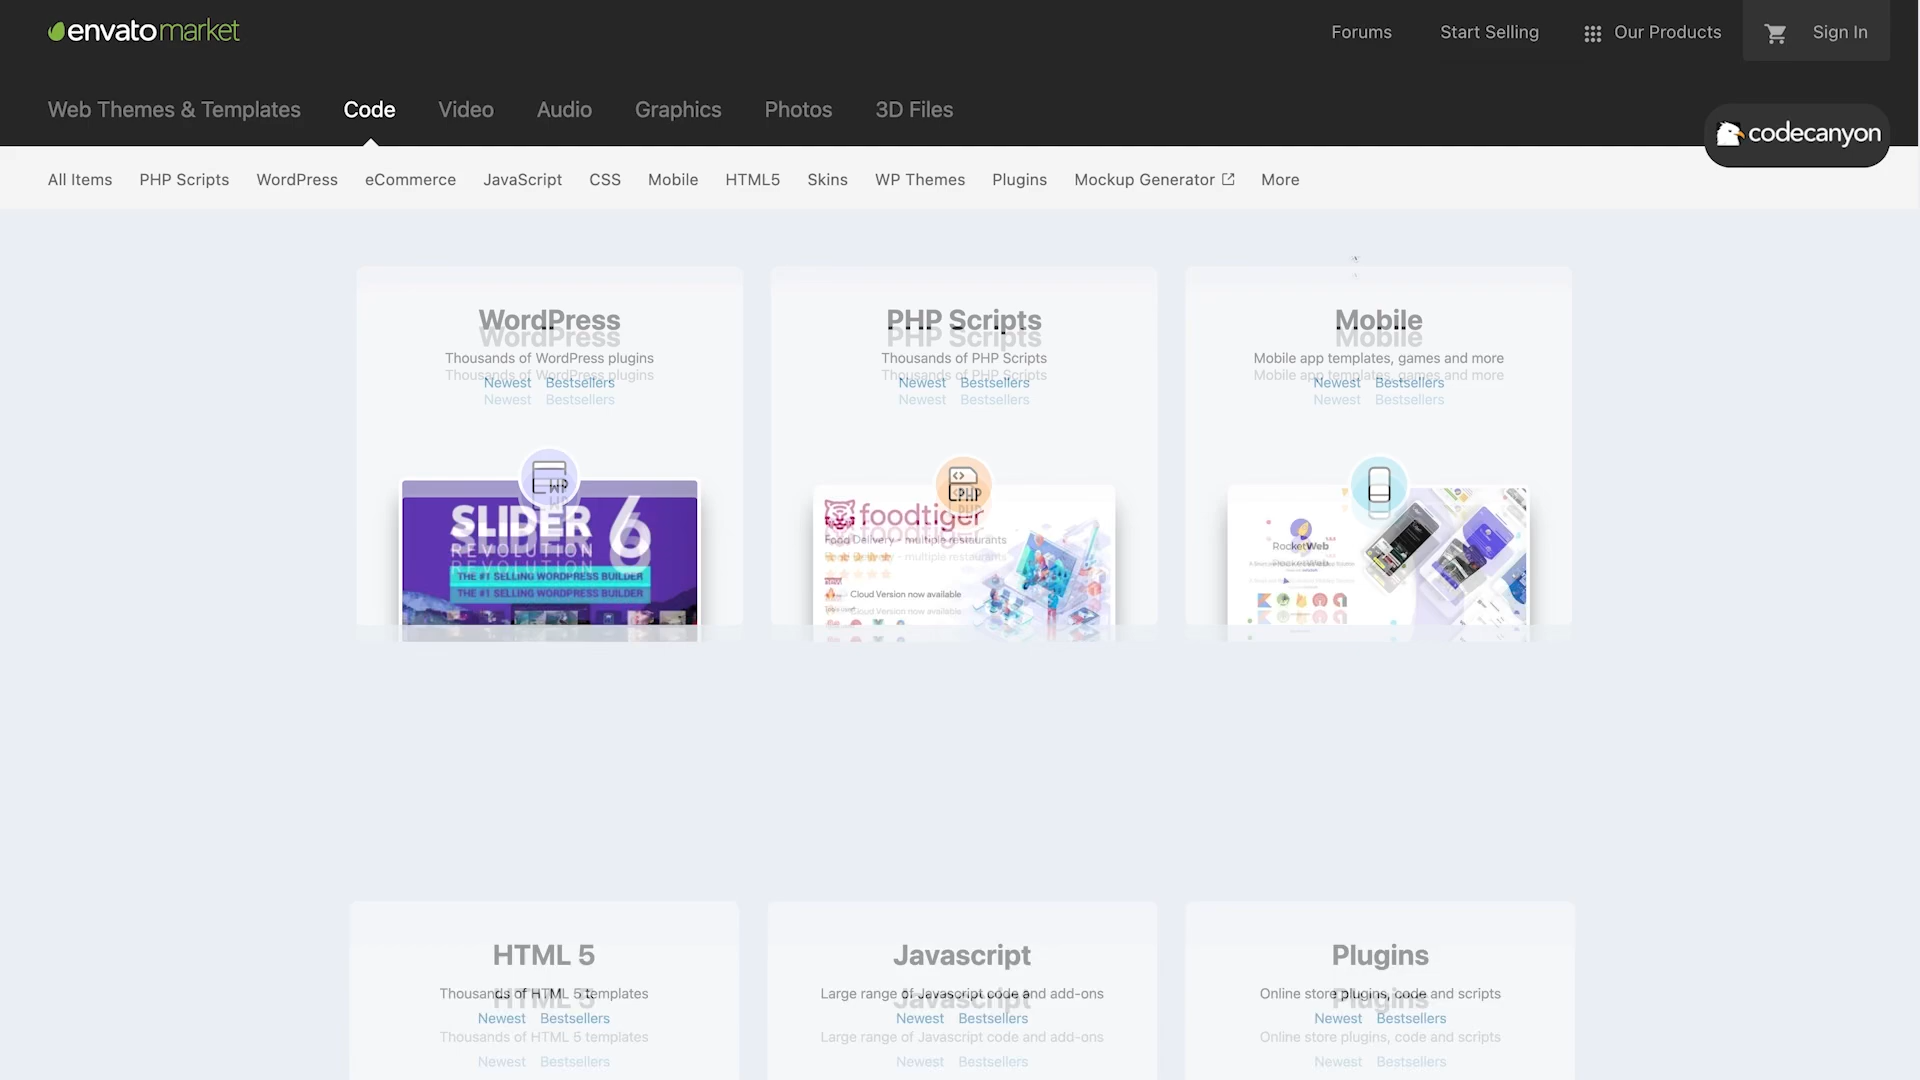 envatomarket
Forums
Start Selling
Our Products
Sign In
Web Themes & Templates
Code
Video
Audio
Graphics
Photos
3D Files
codecanyon
All Items
PHP Scripts
WordPress
eCommerce
JavaScript
CSS
Mobile
HTML5
Skins
WP Themes
Plugins
Mockup Generator
More
WordPress
Thousands of WordPress plugins
Newest Bestsellers
WP
SLIDER 6
REVOLUTION
THE #1 SELLING WORDPRESS BUILDER
PHP Scripts
Thousands of PHP Scripts
Newest Bestsellers
PHP
foodtiger
Food Delivery - multiple restaurants
Cloud Version now available
Mobile
Mobile app templates, games and more
Newest Bestsellers
RocketWeb
HTML 5
Thousands of HTML 5 templates
Newest Bestsellers
Javascript
Large range of Javascript code and add-ons
Newest Bestsellers
Plugins
Online store plugins, code and scripts
Newest Bestsellers